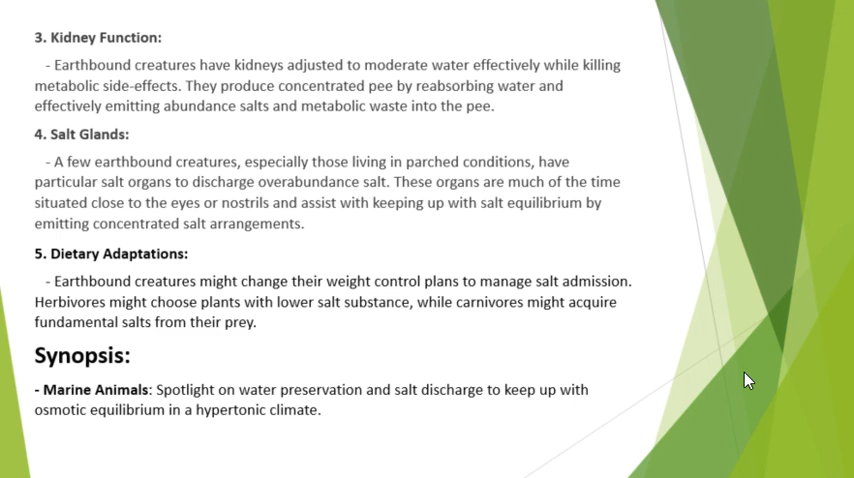 3. Kidney Function:
- Earthbound creatures have kidneys adjusted to moderate water effectively while killing
metabolic side-effects. They produce concentrated pee by reabsorbing water and
effectively emitting abundance salts and metabolic waste into the pee.
4. Salt Glands:
- A few earthbound creatures, especially those living in parched conditions, have
particular salt organs to discharge overabundance salt. These organs are much of the time
situated close to the eyes or nostrils and assist with keeping up with salt equilibrium by
emitting concentrated salt arrangements.
5. Dietary Adaptations:
- Earthbound creatures might change their weight control plans to manage salt admission.
Herbivores might choose plants with lower salt substance, while carnivores might acquire
fundamental salts from their prey.
Synopsis:
- Marine Animals: Spotlight on water preservation and salt discharge to keep up with
osmotic equilibrium in a hypertonic climate.